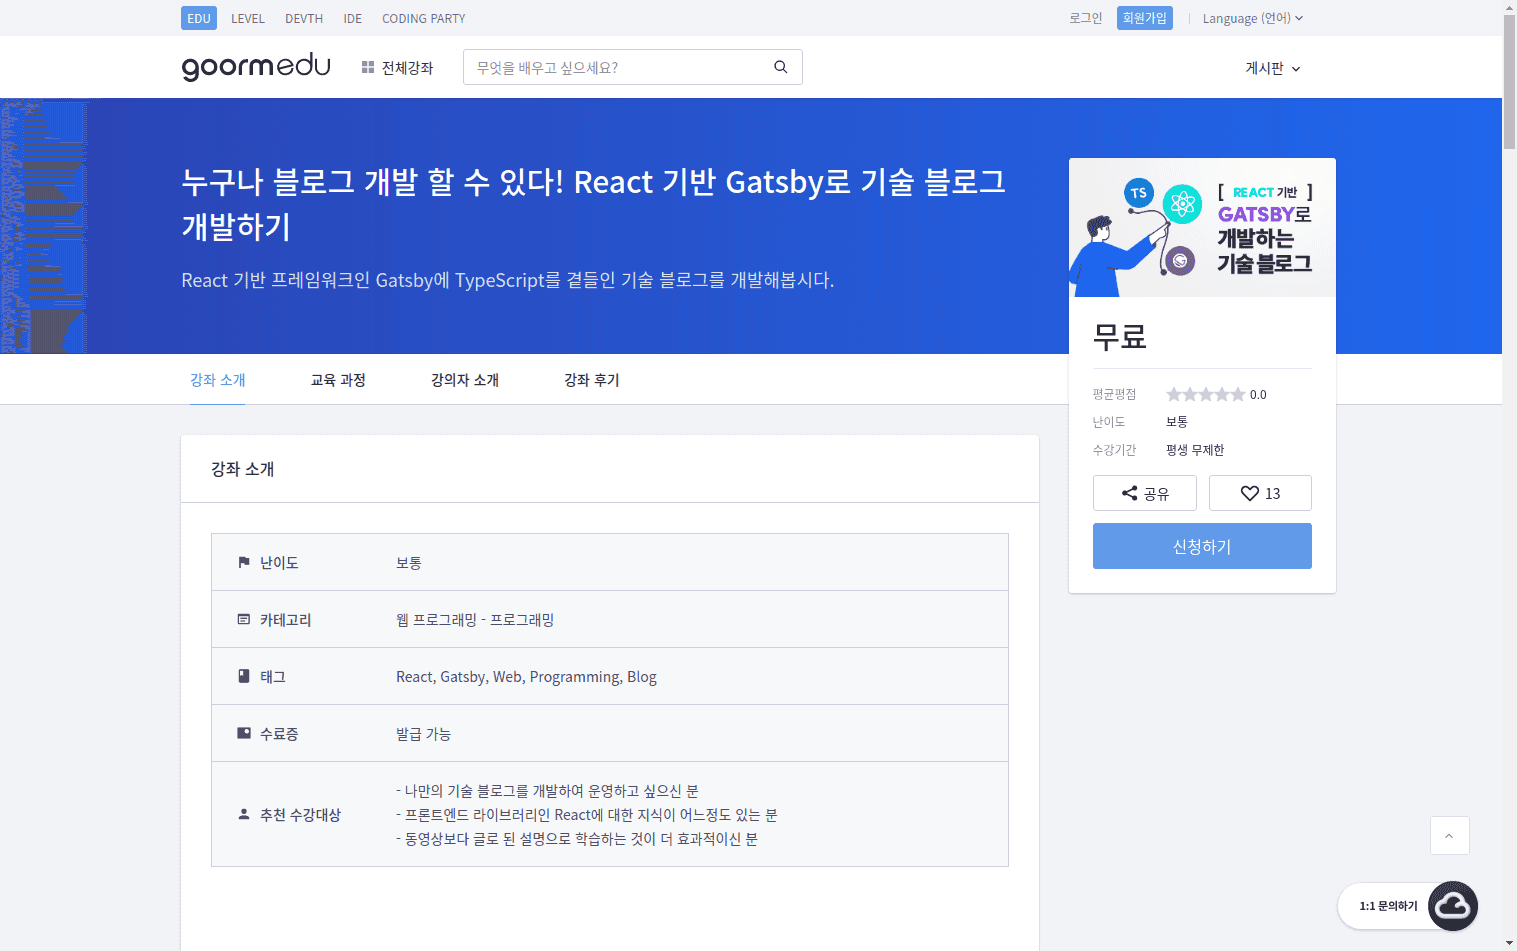 EDU LEVEL DEVTH IDE CODING PARTY 로그인 회원가입 Language (언어)
goormedu 전체강좌 무엇을 배우고 싶으세요? 게시판
누구나 블로그 개발 할 수 있다! React 기반 Gatsby로 기술 블로그
개발하기
React 기반 프레임워크인 Gatsby에 TypeScript를 곁들인 기술 블로그를 개발해봅시다.
TS
[ REACT 기반 ]
GATSBY로
개발하는
기술 블로그
무료
평균평점 0.0
난이도 보통
수강기간 평생 무제한
공유 13
신청하기
강좌 소개 교육 과정 강의자 소개 강좌 후기
강좌 소개
난이도 보통
카테고리 웹 프로그래밍 - 프로그래밍
태그 React, Gatsby, Web, Programming, Blog
수료증 발급 가능
추천 수강대상
- 나만의 기술 블로그를 개발하여 운영하고 싶으신 분
- 프론트엔드 라이브러리인 React에 대한 지식이 어느정도 있는 분
- 동영상보다 글로 된 설명으로 학습하는 것이 더 효과적이신 분
1:1 문의하기